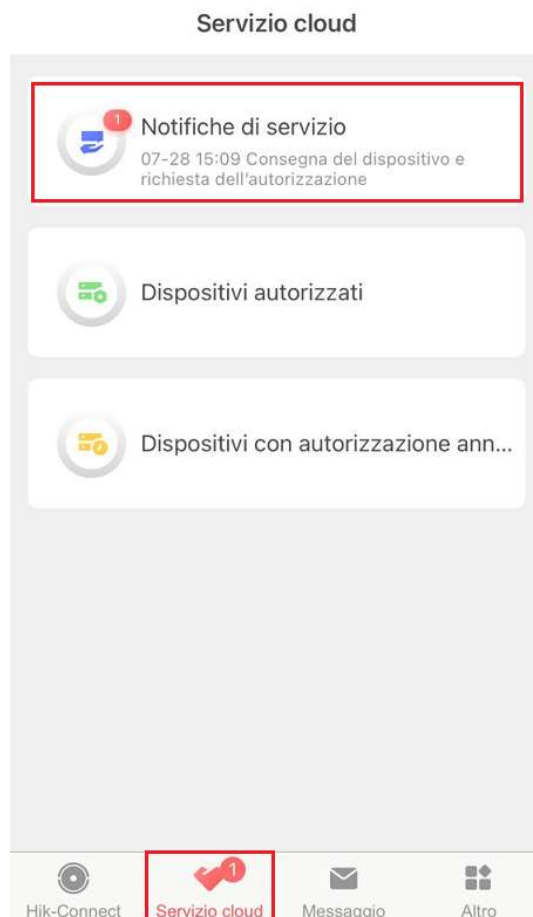 Servizio cloud
1
Notifiche di servizio
07-28 15:09 Consegna del dispositivo e
richiesta dell'autorizzazione
Dispositivi autorizzati
Dispositivi con autorizzazione ann...
1
Hik-Connect
Servizio cloud
Messaggio
Altro